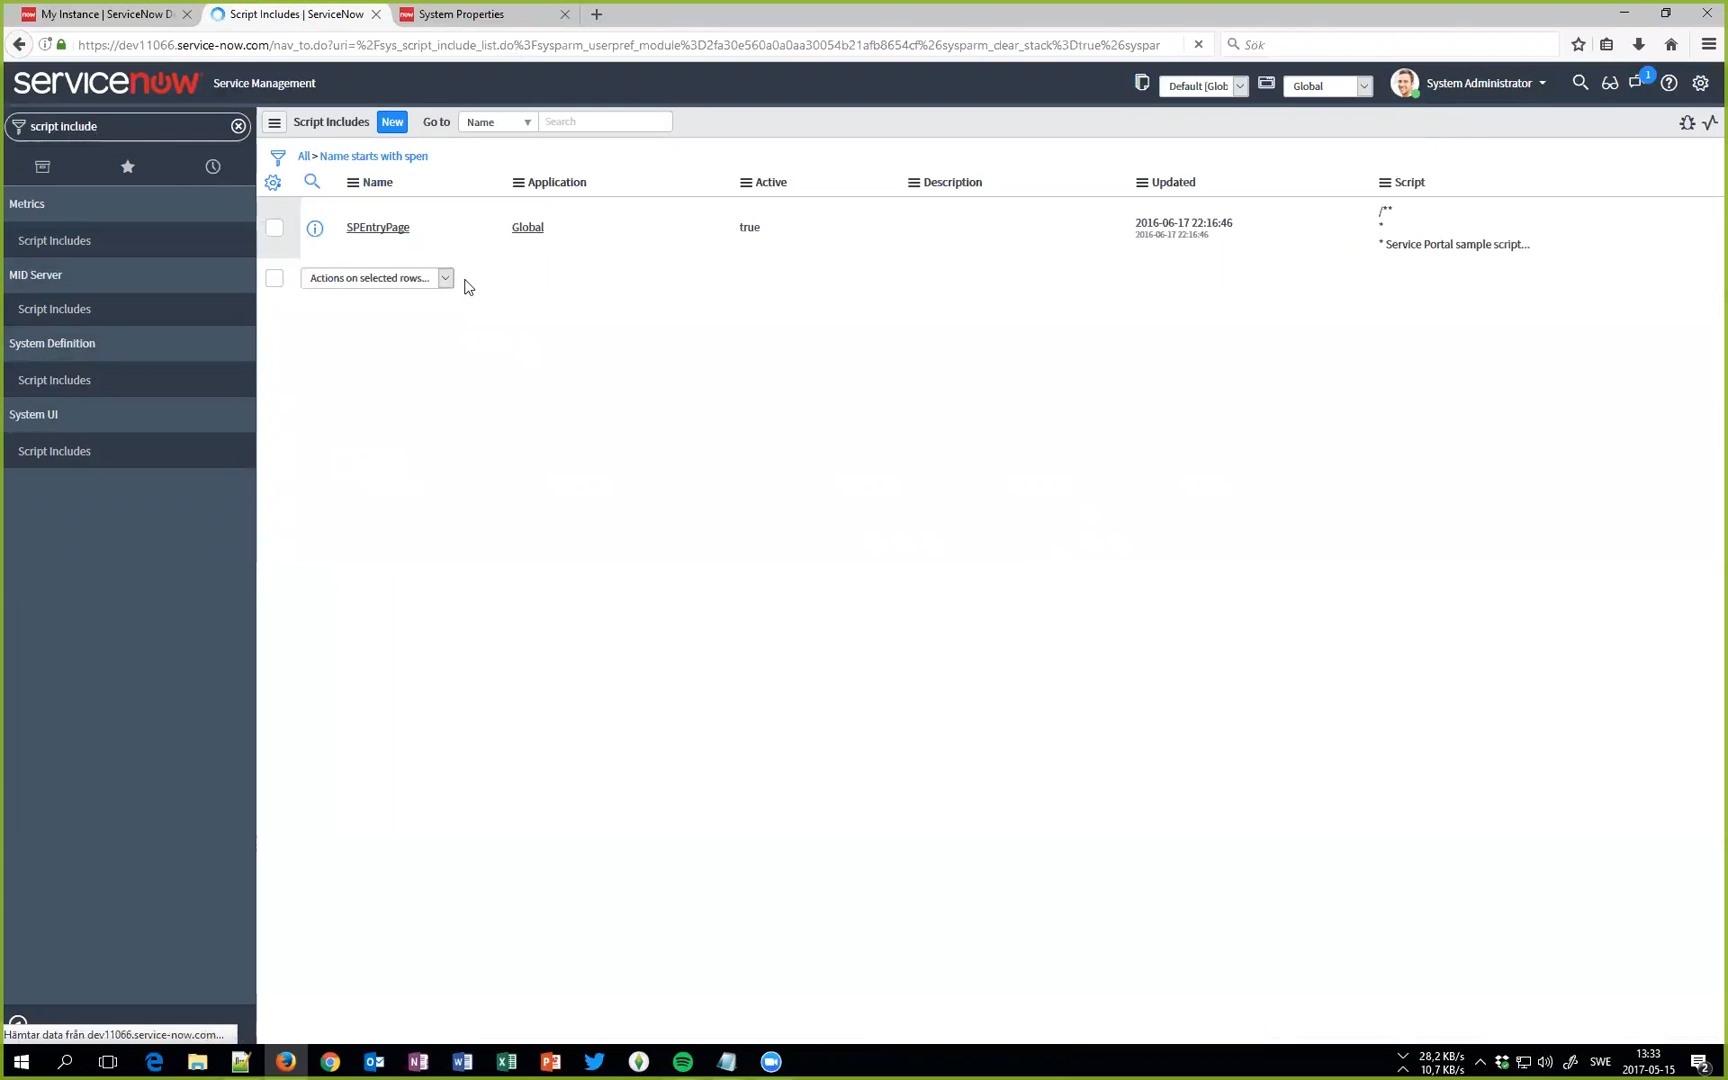 My Instance | ServiceNow D
Script Includes | ServiceNow
System Properties
https://dev11066.service-now.com/nav_to.do?uri=%2Fsys_script_include_list.do%3Fsysparm_userpref_module%3D2fa30e560a0a0aa30054b21afb8654cf%26sysparm_clear_stack%3Dtrue%26syspar
Sök
servicenow
Service Management
Default [Glob
Global
System Administrator
1
script include
Script Includes
New
Go to
Name
Search
All > Name starts with spen
Name
Application
Active
Description
Updated
Script
SPEntryPage
Global
true
2016-06-17 22:16:46
2016-06-17 22:16:46
/**
*
* Service Portal sample script...
Actions on selected rows...
Metrics
Script Includes
MID Server
Script Includes
System Definition
Script Includes
System UI
Script Includes
Hämtar data från dev11066.service-now.com...
28,2 KB/s
10,7 KB/s
SWE
13:33
2017-05-15
2